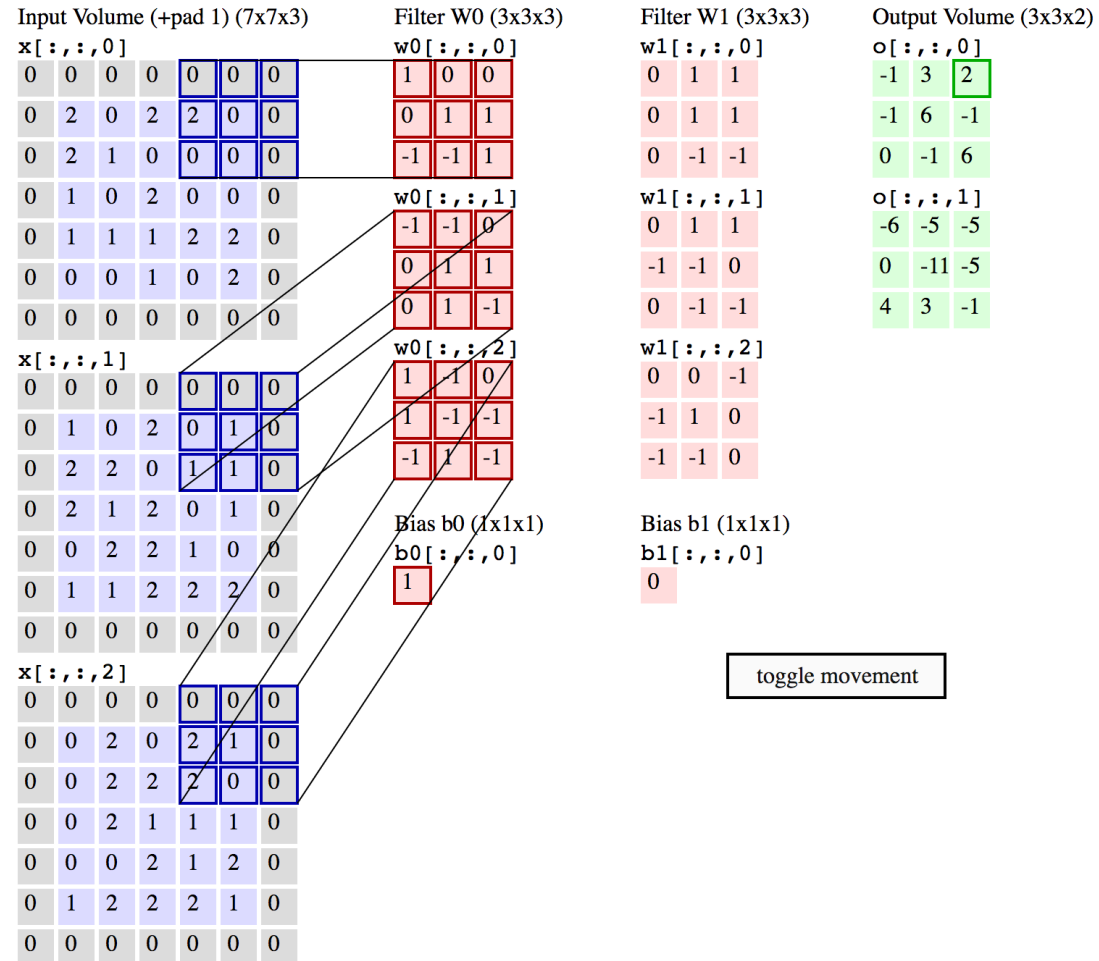 Input Volume (+pad 1) (7x7x3)
x[:,:,0]
0 0 0 0 0 0 0
0 2 0 2 2 0 0
0 2 1 0 0 0 0
0 1 0 2 0 0 0
0 1 1 1 2 2 0
0 0 0 1 0 2 0
0 0 0 0 0 0 0
x[:,:,1]
0 0 0 0 0 0 0
0 1 0 2 0 1 0
0 2 2 0 1 1 0
0 2 1 2 0 1 0
0 0 2 2 1 0 0
0 1 1 2 2 2 0
0 0 0 0 0 0 0
x[:,:,2]
0 0 0 0 0 0 0
0 0 2 0 2 1 0
0 0 2 2 2 0 0
0 0 2 1 1 1 0
0 0 0 2 1 2 0
0 1 2 2 2 1 0
0 0 0 0 0 0 0
Filter W0 (3x3x3)
w0[:,:,0]
1 0 0
0 1 1
-1 -1 1
w0[:,:,1]
-1 -1 0
0 1 1
0 1 -1
w0[:,:,2]
1 -1 0
1 -1 -1
-1 1 -1
Bias b0 (1x1x1)
b0[:,:,0]
1
Filter W1 (3x3x3)
w1[:,:,0]
0 1 1
0 1 1
0 -1 -1
w1[:,:,1]
0 1 1
-1 -1 0
0 -1 -1
w1[:,:,2]
0 0 -1
-1 1 0
-1 -1 0
Bias b1 (1x1x1)
b1[:,:,0]
0
Output Volume (3x3x2)
o[:,:,0]
-1 3 2
-1 6 -1
0 -1 6
o[:,:,1]
-6 -5 -5
0 -11 -5
4 3 -1
toggle movement